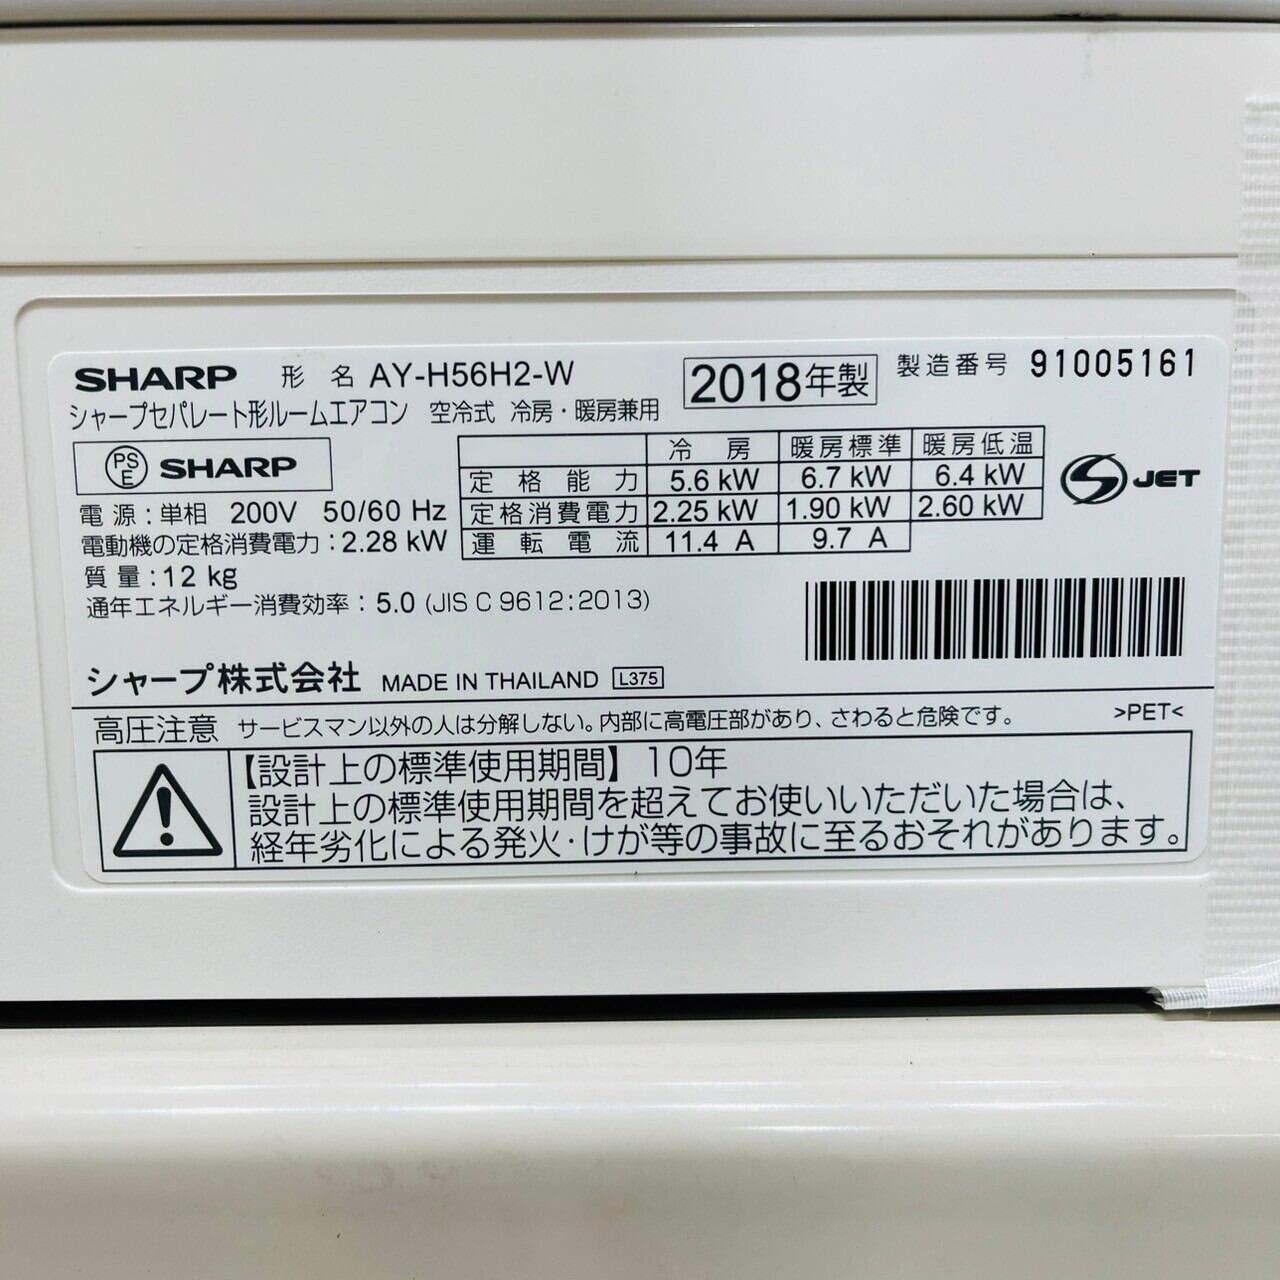 SHARP 形 名 AY-H56H2-W 2018年製 製造番号 91005161
シャープセパレート形ルームエアコン 空冷式 冷房・暖房兼用
PS
E SHARP
冷 房 暖房標準 暖房低温
定 格 能 力 5.6 kW 6.7 kW 6.4 kW
定格消費電力 2.25 kW 1.90 kW 2.60 kW
運 転 電 流 11.4 A 9.7 A
S JET
電 源 : 単相 200V 50/60 Hz
電動機の定格消費電力 : 2.28 kW
質 量 : 12 kg
通年エネルギー消費効率 : 5.0 (JIS C 9612:2013)
シャープ株式会社 MADE IN THAILAND L375
高圧注意 サービスマン以外の人は分解しない。内部に高電圧部があり、さわると危険です。 >PET<
【設計上の標準使用期間】 10年
設計上の標準使用期間を超えてお使いいただいた場合は、
経年劣化による発火・けが等の事故に至るおそれがあります。